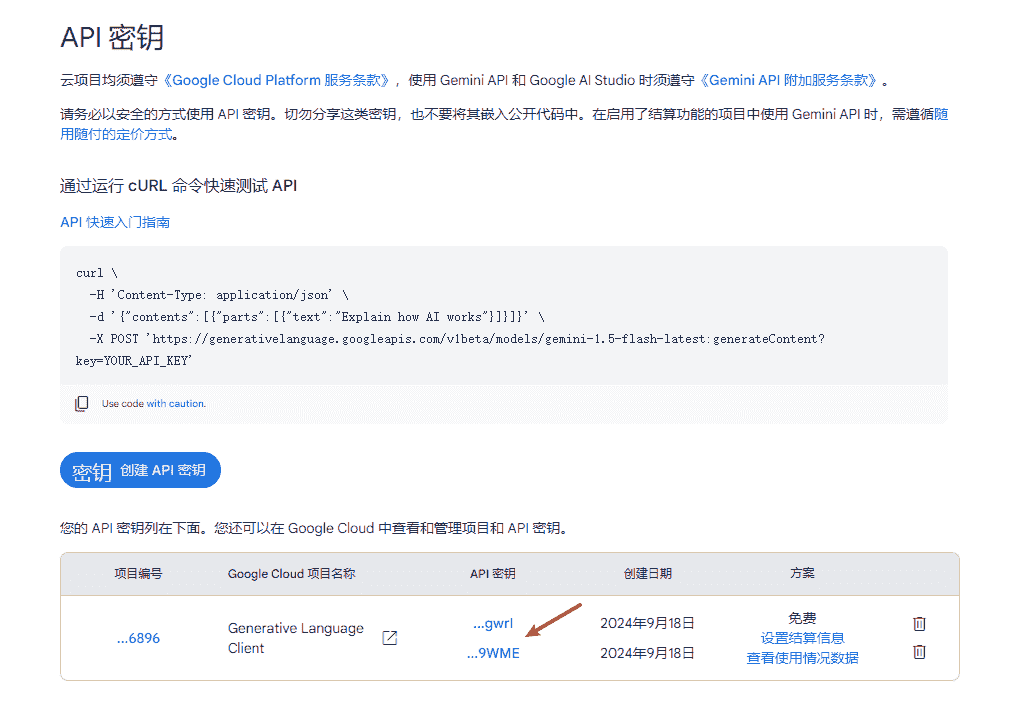 API 密钥
云项目均须遵守《Google Cloud Platform 服务条款》，使用 Gemini API 和 Google AI Studio 时须遵守《Gemini API 附加服务条款》。
请务必以安全的方式使用 API 密钥。切勿分享这类密钥，也不要将其嵌入公开代码中。在启用了结算功能的项目中使用 Gemini API 时，需遵循随
用随付的定价方式。
通过运行 cURL 命令快速测试 API
API 快速入门指南
curl \
-H 'Content-Type: application/json' \
-d '{"contents":[{"parts":[{"text":"Explain how AI works"}]}]}' \
-X POST 'https://generativelanguage.googleapis.com/v1beta/models/gemini-1.5-flash-latest:generateContent?
key=YOUR_API_KEY'
Use code with caution.
密钥 创建 API 密钥
您的 API 密钥列在下面。您还可以在 Google Cloud 中查看和管理项目和 API 密钥。
项目编号 Google Cloud 项目名称 API 密钥 创建日期 方案
...6896
Generative Language
Client
...gwrl
...9WME
2024年9月18日
2024年9月18日
免费
设置结算信息
查看使用情况数据